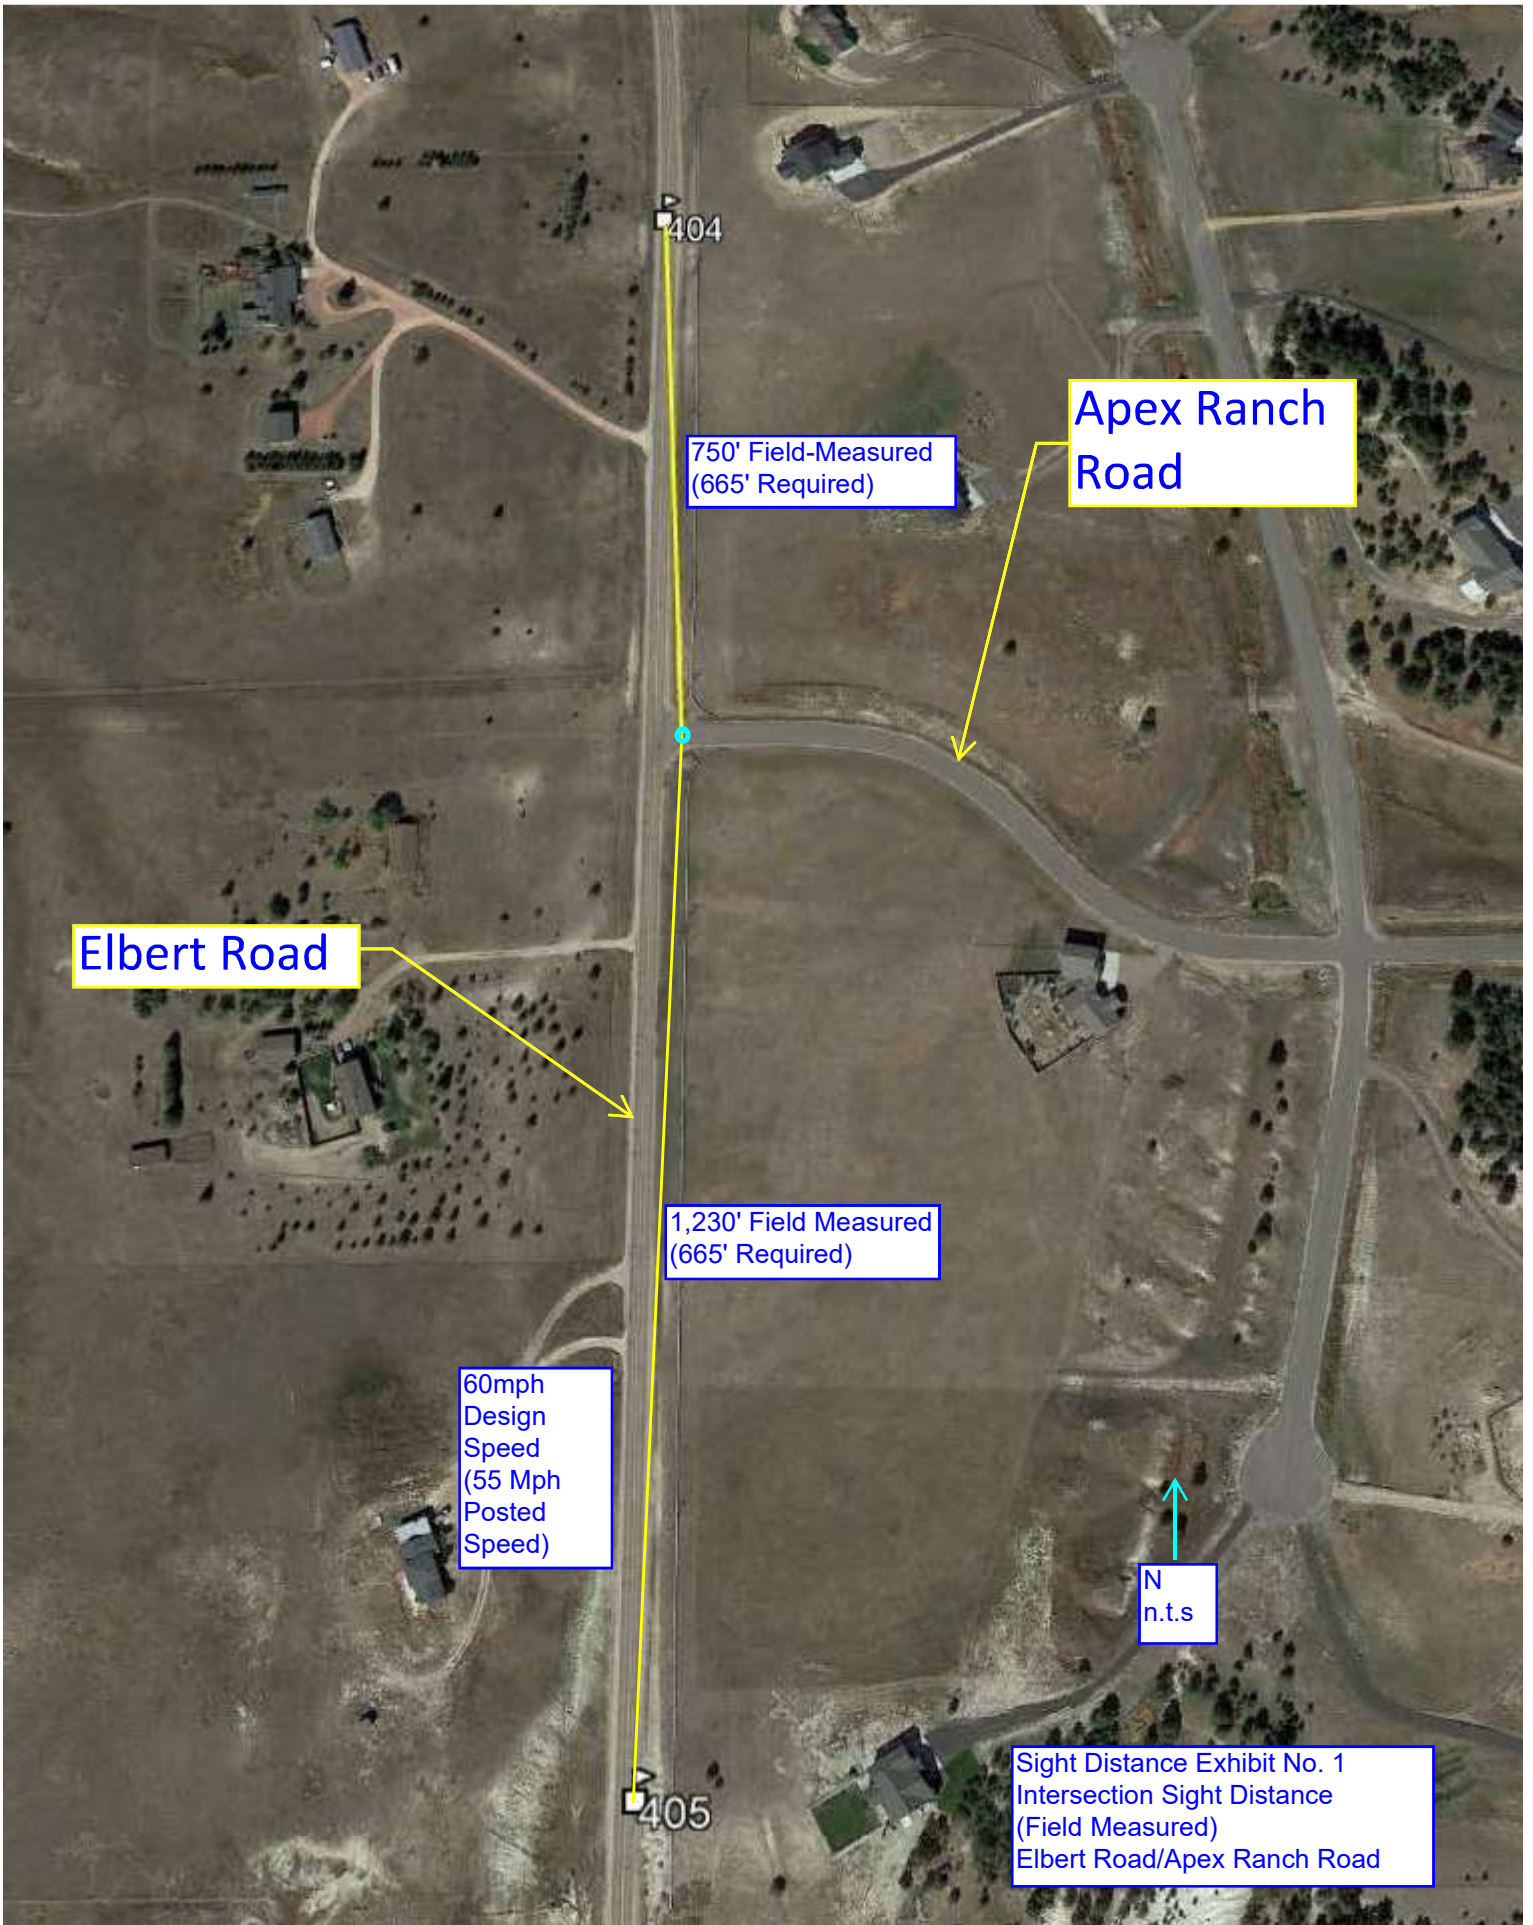 404
750' Field-Measured
(665' Required)
Apex Ranch
Road
Elbert Road
1,230' Field Measured
(665' Required)
60mph
Design
Speed
(55 Mph
Posted
Speed)
N
n.t.s
405
Sight Distance Exhibit No. 1
Intersection Sight Distance
(Field Measured)
Elbert Road/Apex Ranch Road